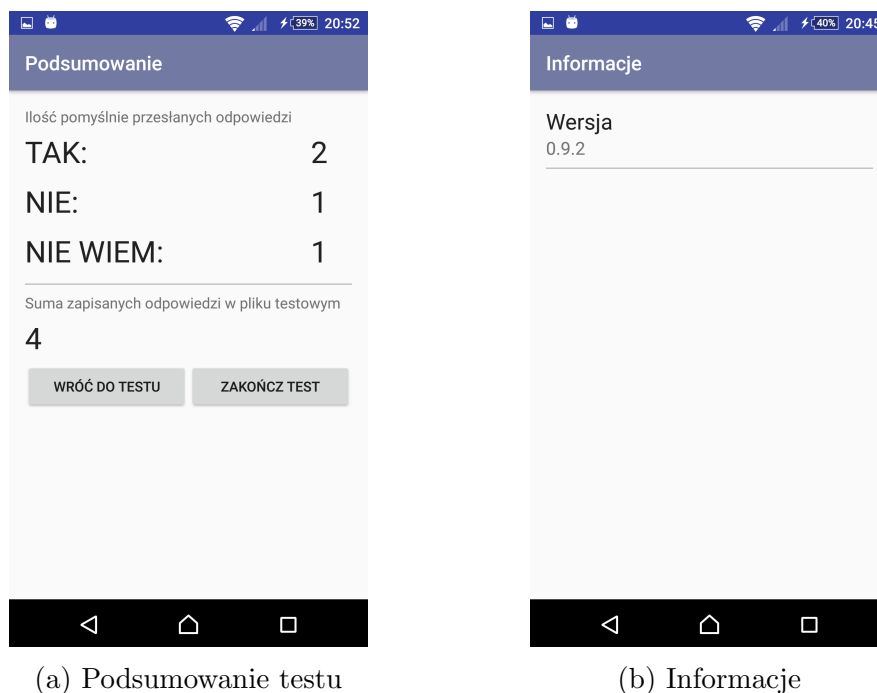 39% 20:52
Podsumowanie
Ilość pomyślnie przesłanych odpowiedzi
TAK: 2
NIE: 1
NIE WIEM: 1
Suma zapisanych odpowiedzi w pliku testowym
4
WRÓĆ DO TESTU ZAKOŃCZ TEST
(a) Podsumowanie testu
40% 20:45
Informacje
Wersja
0.9.2
(b) Informacje